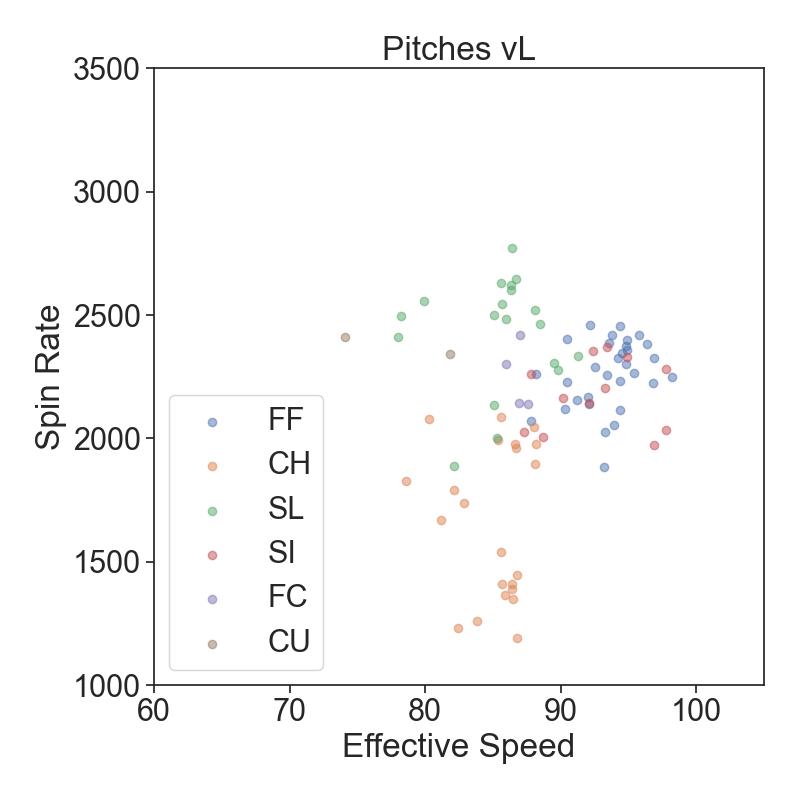 Pitches vL
3500
3000
2500
2000
1500
1000
Spin Rate
FF
CH
SL
SI
FC
CU
60 70 80 90 100
Effective Speed